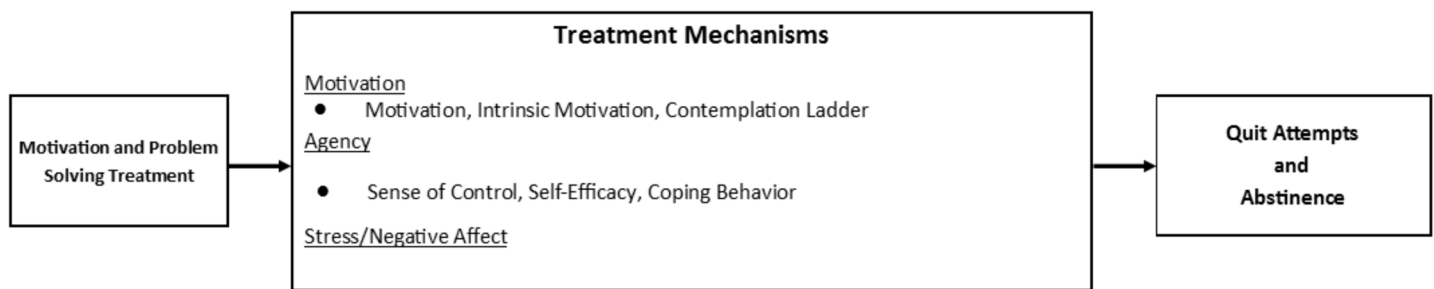 Treatment Mechanisms
Motivation
● Motivation, Intrinsic Motivation, Contemplation Ladder
Agency
● Sense of Control, Self-Efficacy, Coping Behavior
Stress/Negative Affect
Motivation and Problem
Solving Treatment
Quit Attempts
and
Abstinence